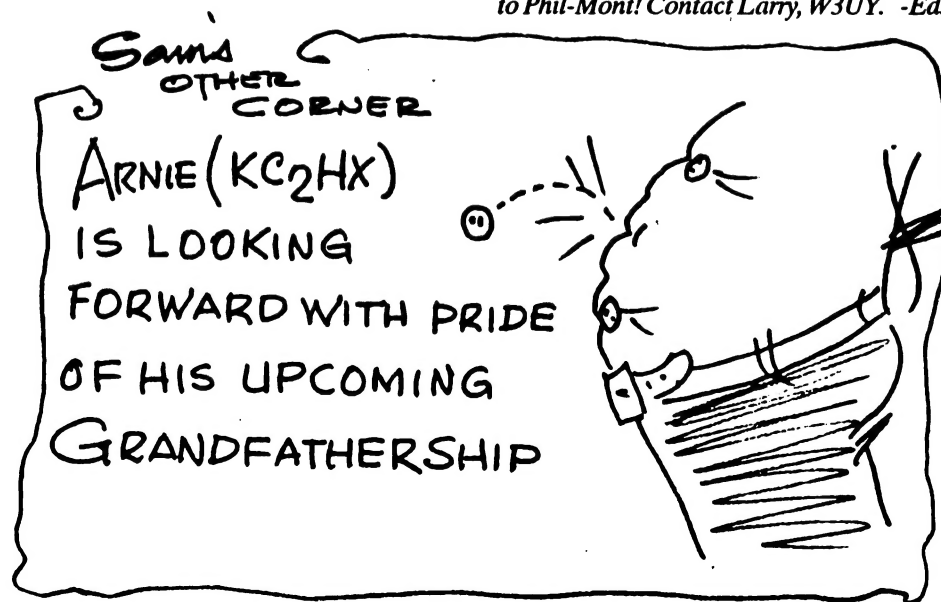 to Phil-Mont! Contact Larry, W3UY. -Ed.
Sam's
OTHER
CORNER
ARNIE (KC2HX)
IS LOOKING
FORWARD WITH PRIDE
OF HIS UPCOMING
GRANDFATHERSHIP